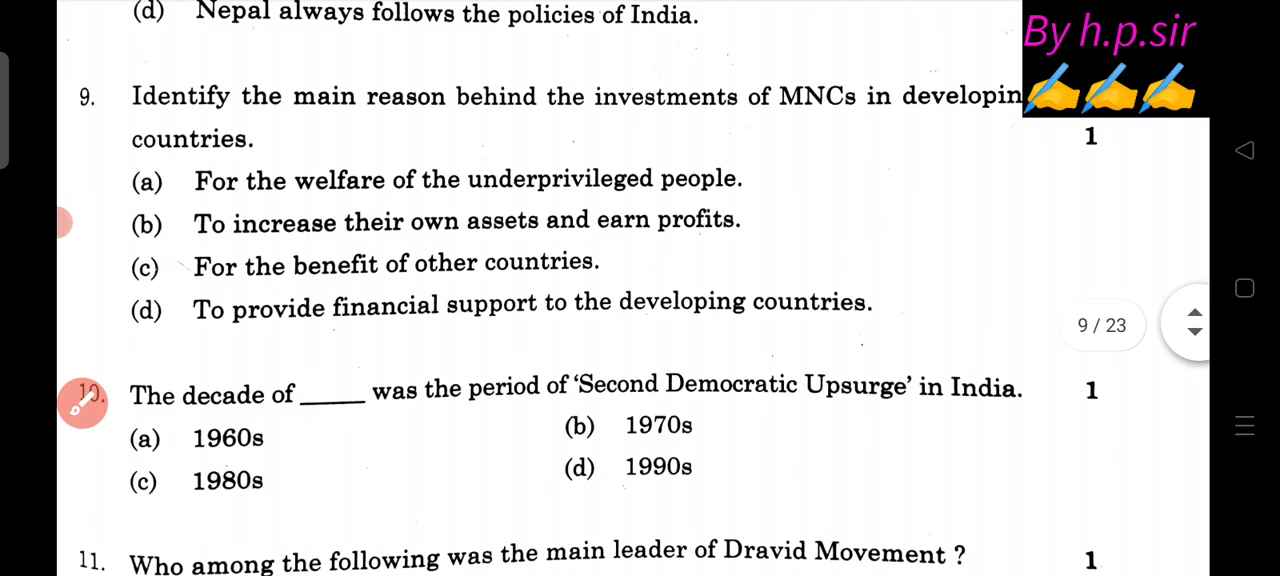 (d) Nepal always follows the policies of India.
By h.p.sir
9. Identify the main reason behind the investments of MNCs in developin
countries. 1
(a) For the welfare of the underprivileged people.
(b) To increase their own assets and earn profits.
(c) For the benefit of other countries.
(d) To provide financial support to the developing countries.
9 / 23
10. The decade of _____ was the period of ‘Second Democratic Upsurge’ in India. 1
(a) 1960s (b) 1970s
(c) 1980s (d) 1990s
11. Who among the following was the main leader of Dravid Movement ? 1